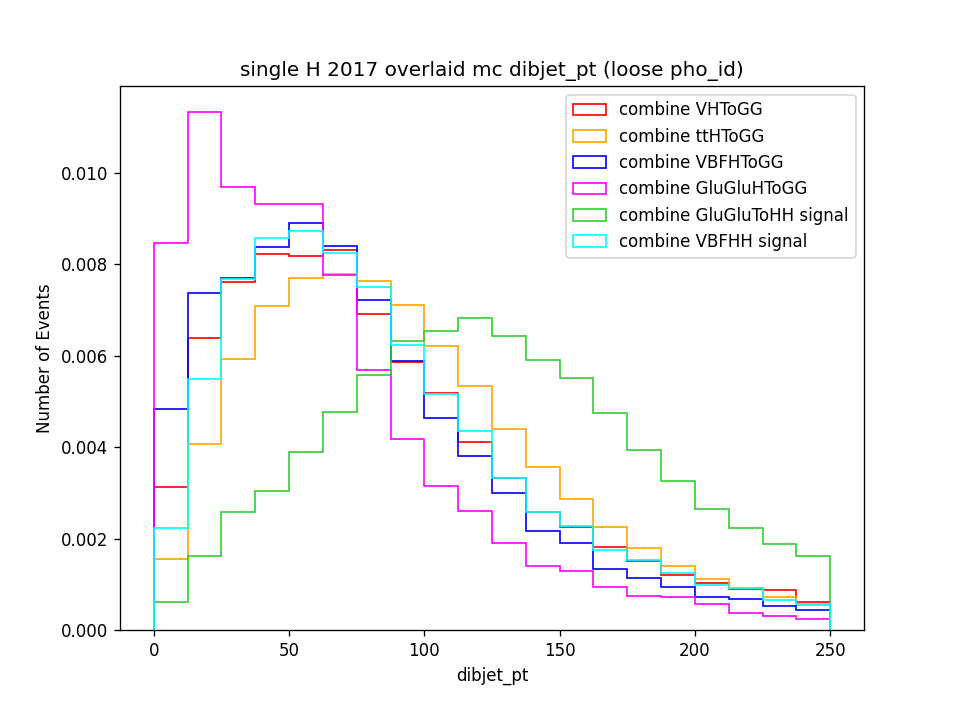 single H 2017 overlaid mc dibjet_pt (loose pho_id)
combine VHToGG
combine ttHToGG
combine VBFHToGG
combine GluGluHToGG
combine GluGluToHH signal
combine VBFHH signal
Number of Events
0.010
0.008
0.006
0.004
0.002
0.000
0 50 100 150 200 250
dibjet_pt